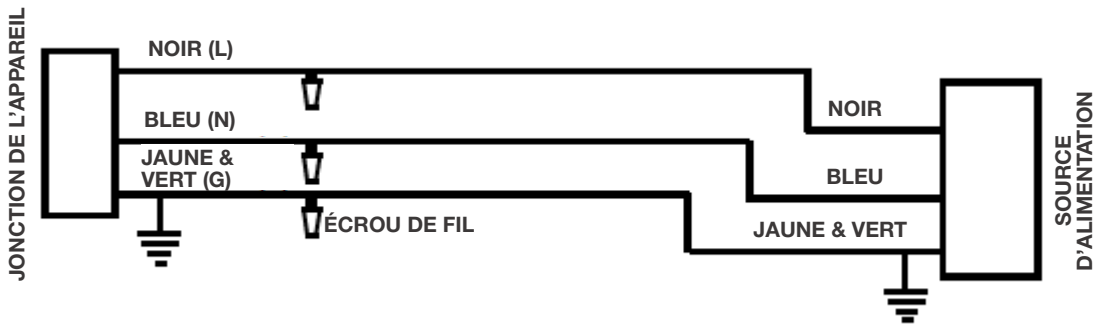 JONCTION DE L'APPAREIL
NOIR (L)
BLEU (N)
JAUNE &
VERT (G)
ÉCROU DE FIL
NOIR
BLEU
JAUNE & VERT
SOURCE
D'ALIMENTATION